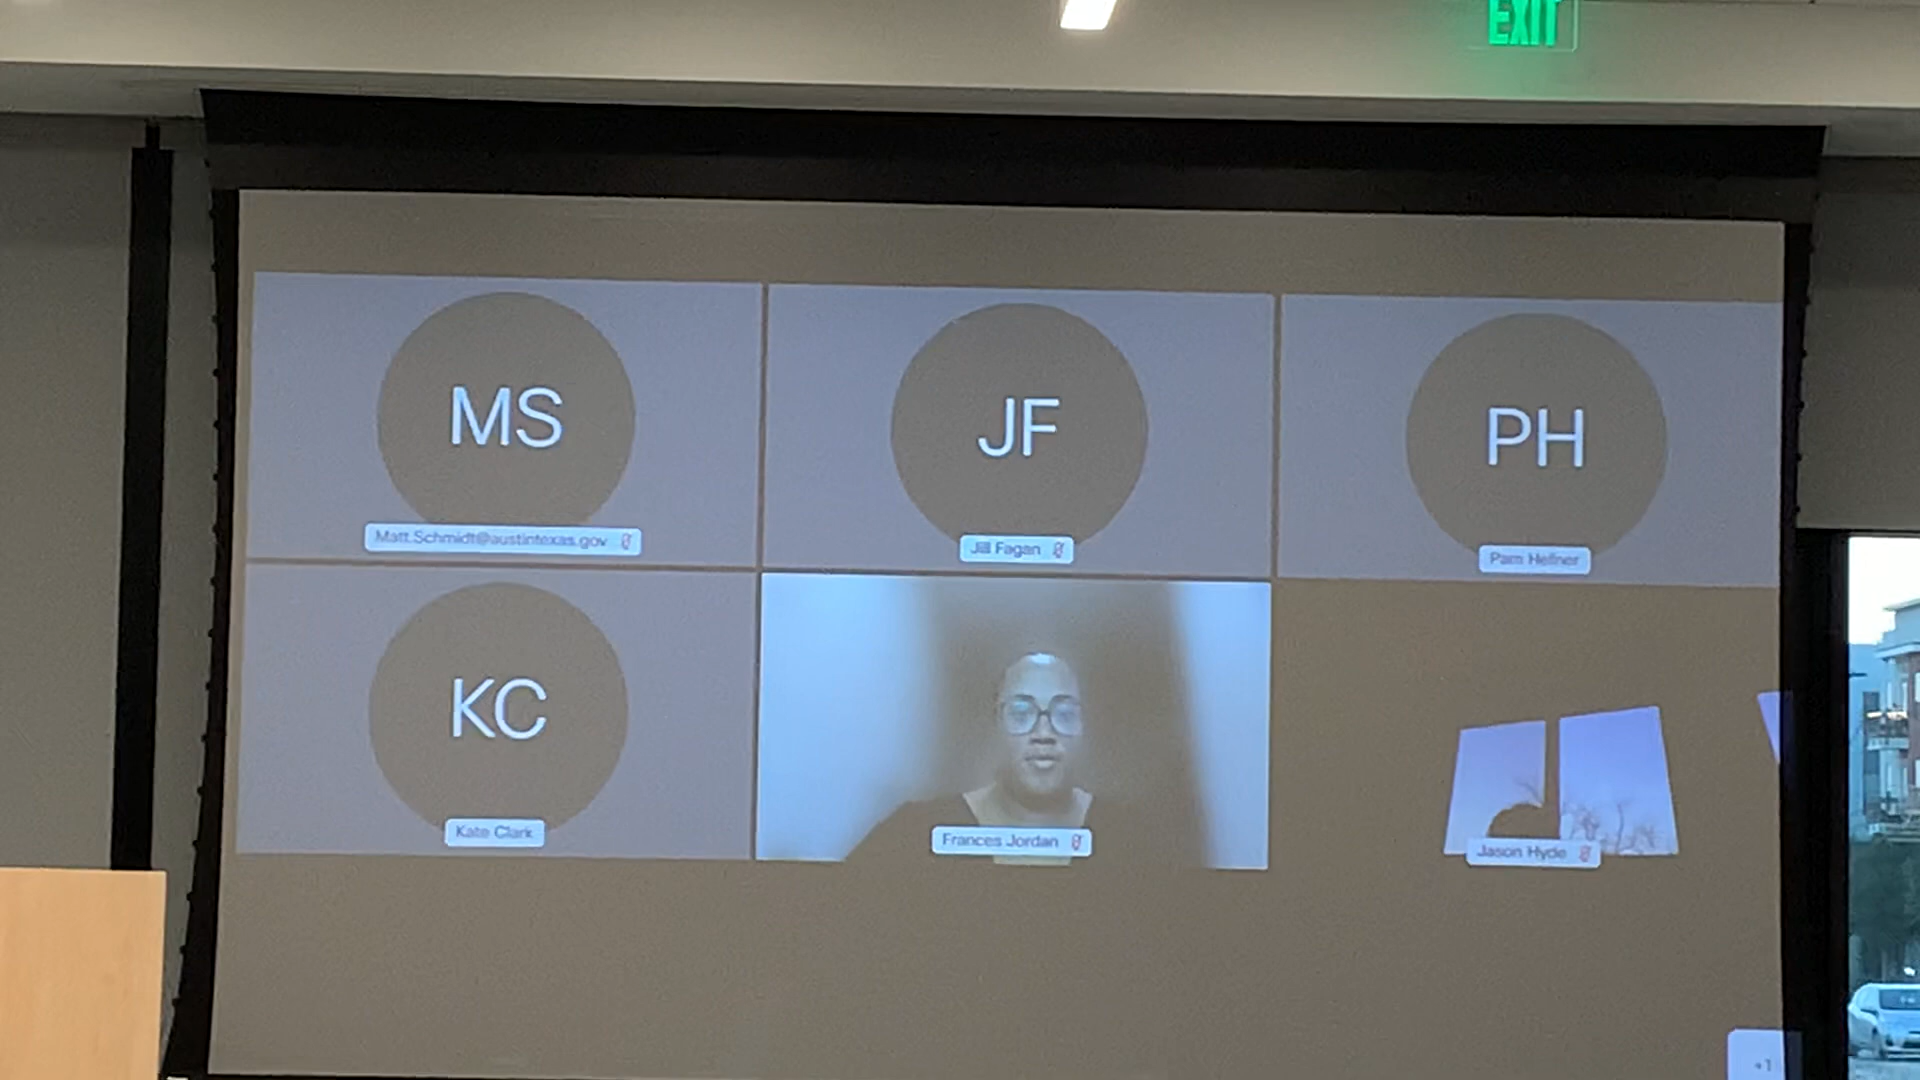 EXIT
MS
JF
PH
Matt.Schmidt@austintexas.gov
Jill Fagan
Pam Hefner
KC
Kate Clark
Frances Jordan
Jason Hyde
+1